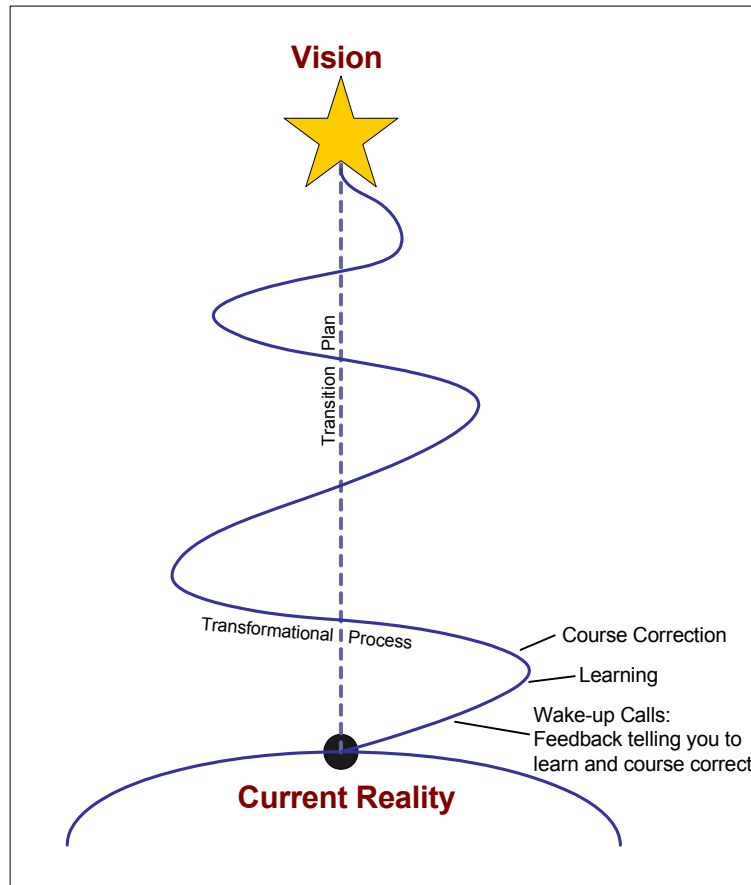 Vision
Transition Plan
Transformational Process
Course Correction
Learning
Wake-up Calls:
Feedback telling you to
learn and course correct
Current Reality